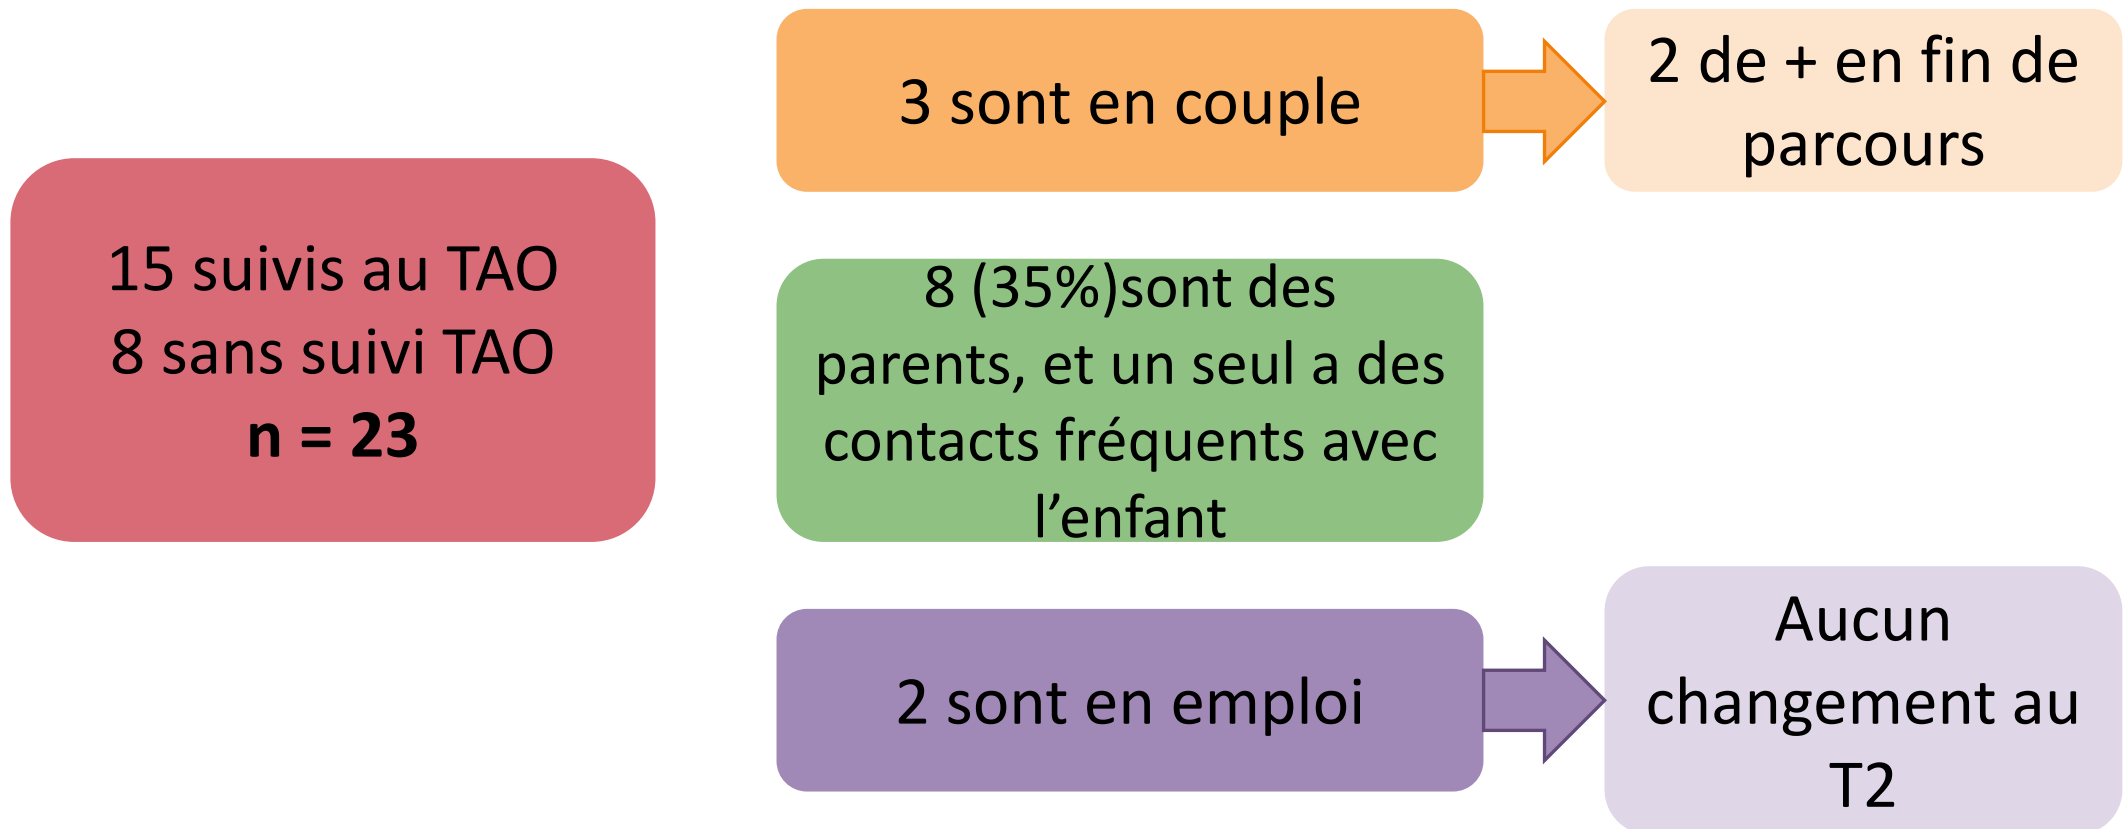 15 suivis au TAO
8 sans suivi TAO
n = 23
3 sont en couple
2 de + en fin de
parcours
8 (35%)sont des
parents, et un seul a des
contacts fréquents avec
l’enfant
2 sont en emploi
Aucun
changement au
T2